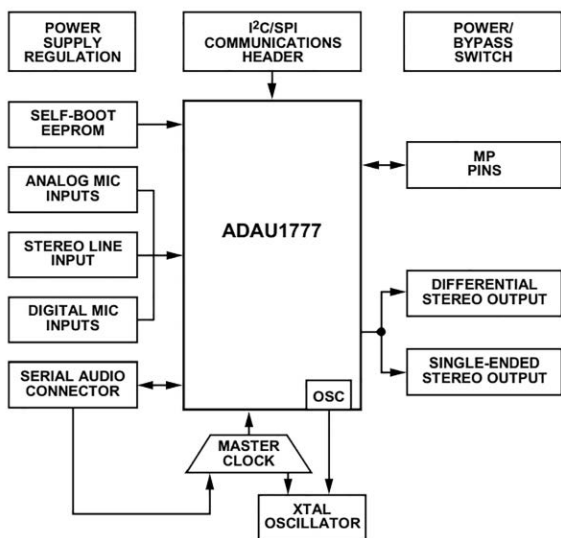 POWER
SUPPLY
REGULATION
I²C/SPI
COMMUNICATIONS
HEADER
POWER/
BYPASS
SWITCH
SELF-BOOT
EEPROM
ANALOG MIC
INPUTS
STEREO LINE
INPUT
DIGITAL MIC
INPUTS
SERIAL AUDIO
CONNECTOR
ADAU1777
OSC
MP
PINS
DIFFERENTIAL
STEREO OUTPUT
SINGLE-ENDED
STEREO OUTPUT
MASTER
CLOCK
XTAL
OSCILLATOR